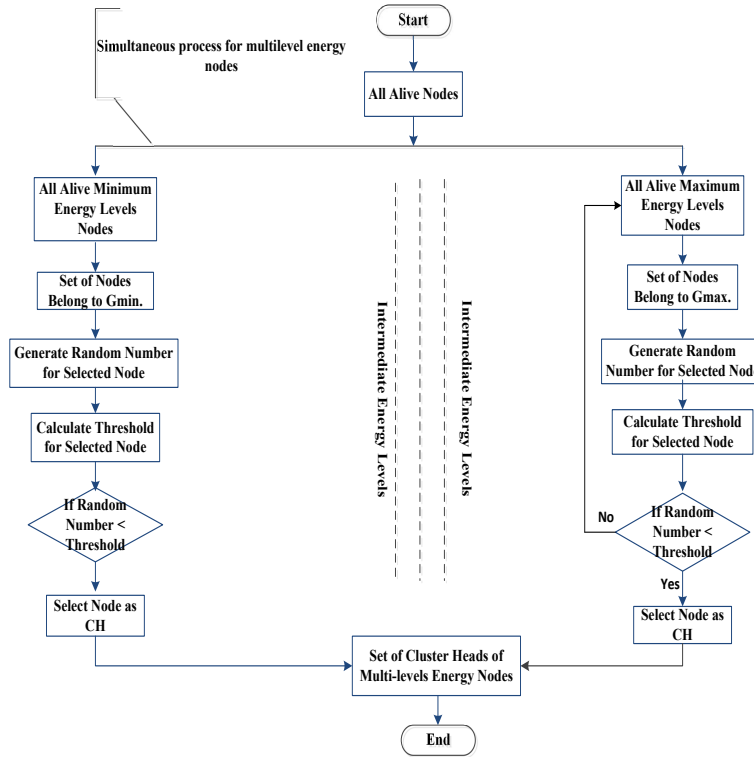 Start
Simultaneous process for multilevel energy
nodes
All Alive Nodes
All Alive Minimum
Energy Levels
Nodes
Set of Nodes
Belong to Gmin.
Generate Random Number
for Selected Node
Calculate Threshold
for Selected Node
If Random
Number <
Threshold
Select Node as
CH
Intermediate Energy Levels
Intermediate Energy Levels
All Alive Maximum
Energy Levels
Nodes
Set of Nodes
Belong to Gmax.
Generate Random
Number for Selected Nod
Calculate Threshold
for Selected Node
If Random
Number <
Threshold
No
Yes
Select Node as
CH
Set of Cluster Heads of
Multi-levels Energy Nodes
End